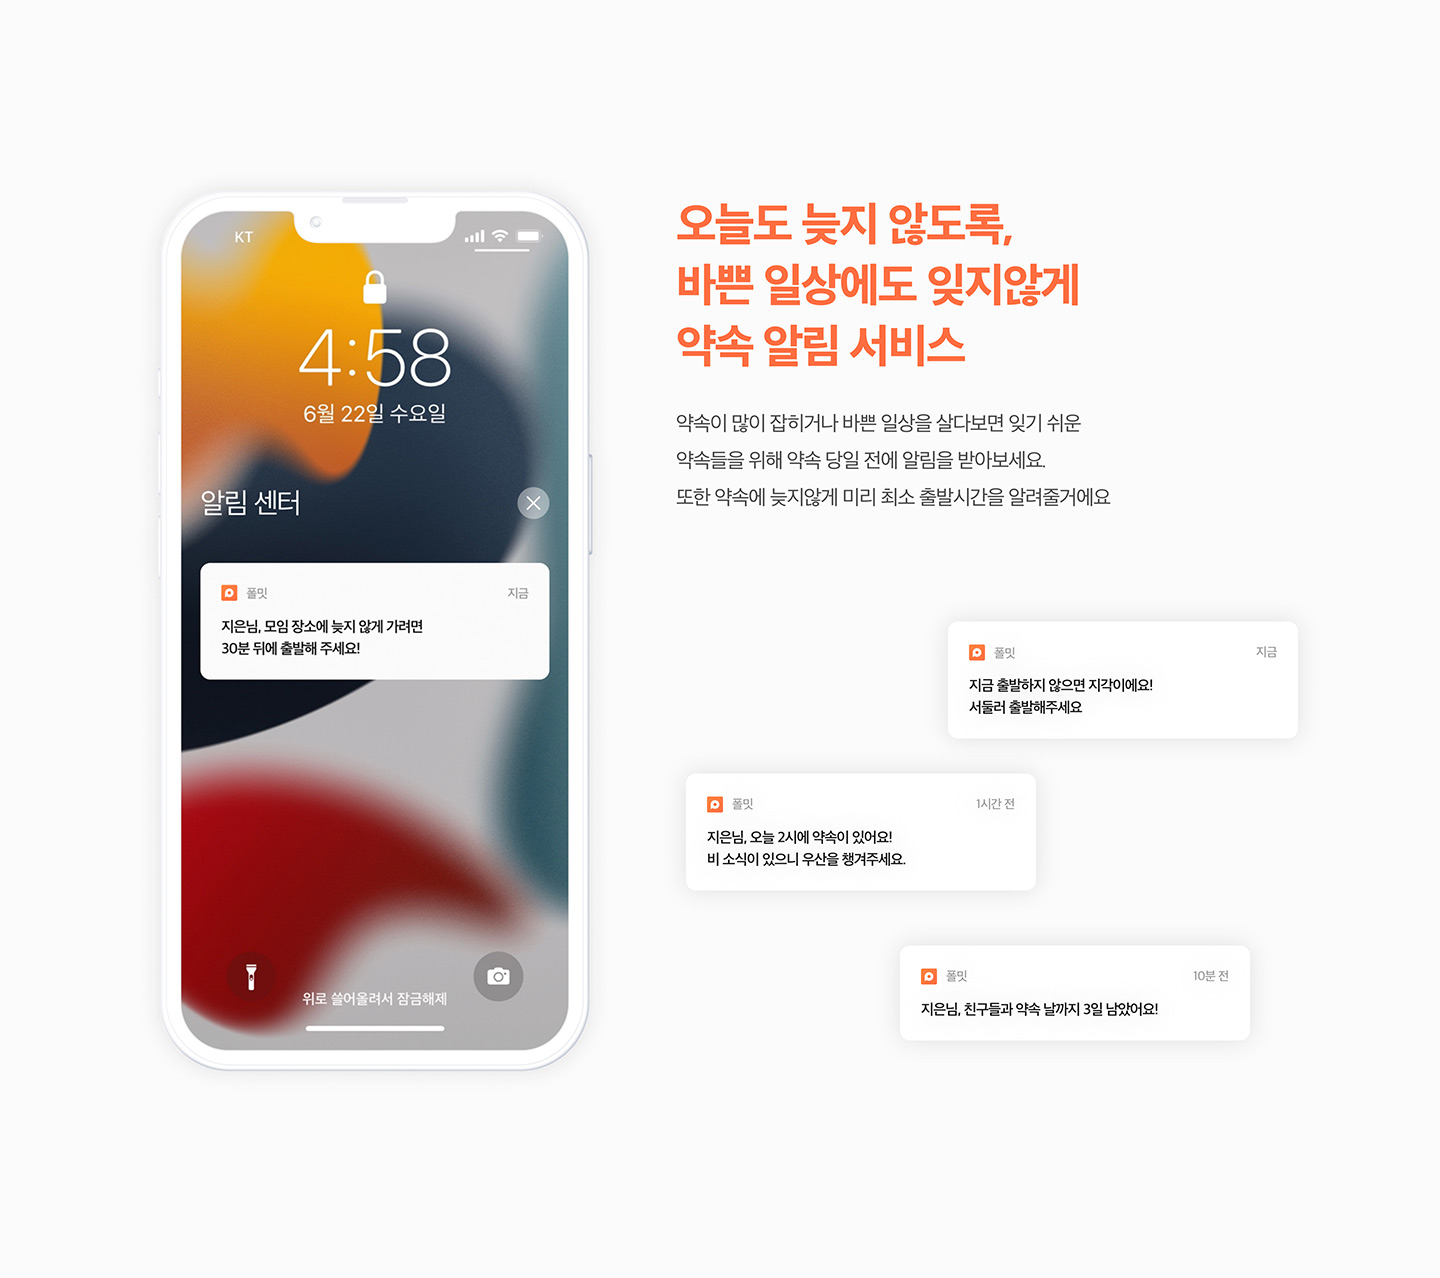 KT
4:58
6월 22일 수요일
알림 센터
폴밋
지금
지은님, 모임 장소에 늦지 않게 가려면
30분 뒤에 출발해 주세요!
위로 쓸어올려서 잠금해제
오늘도 늦지 않도록,
바쁜 일상에도 잊지않게
약속 알림 서비스
약속이 많이 잡히거나 바쁜 일상을 살다보면 잊기 쉬운
약속들을 위해 약속 당일 전에 알림을 받아보세요.
또한 약속에 늦지않게 미리 최소 출발시간을 알려줄거에요
폴밋
지금
지금 출발하지 않으면 지각이에요!
서둘러 출발해주세요
폴밋
1시간 전
지은님, 오늘 2시에 약속이 있어요!
비 소식이 있으니 우산을 챙겨주세요.
폴밋
10분 전
지은님, 친구들과 약속 날까지 3일 남았어요!